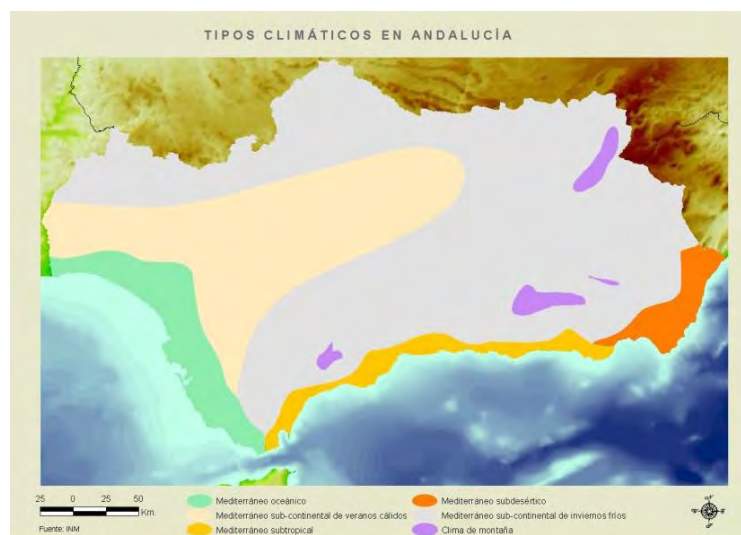 TIPOS CLIMÁTICOS EN ANDALUCÍA
25 0 25 50
Km.
Fuente: INM
Mediterráneo oceánico
Mediterráneo sub-continental de veranos cálidos
Mediterráneo subtropical
Mediterráneo subdesértico
Mediterráneo sub-continental de inviernos fríos
Clima de montaña